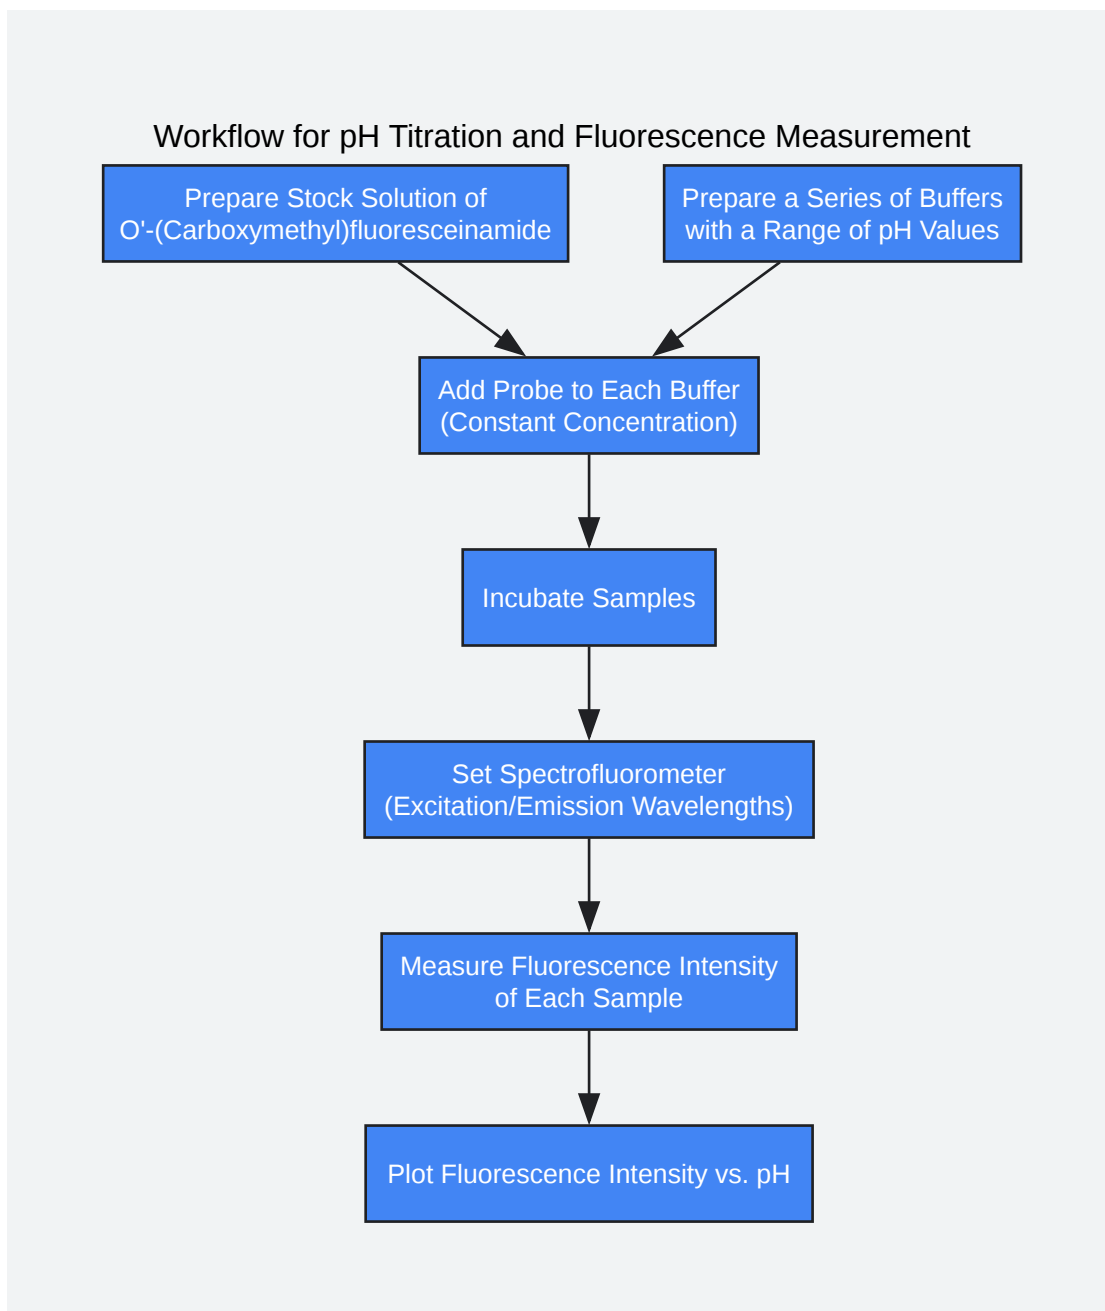 Workflow for pH Titration and Fluorescence Measurement
Prepare Stock Solution of
O'-(Carboxymethyl)fluoresceinamide
Prepare a Series of Buffers
with a Range of pH Values
Add Probe to Each Buffer
(Constant Concentration)
Incubate Samples
Set Spectrofluorometer
(Excitation/Emission Wavelengths)
Measure Fluorescence Intensity
of Each Sample
Plot Fluorescence Intensity vs. pH